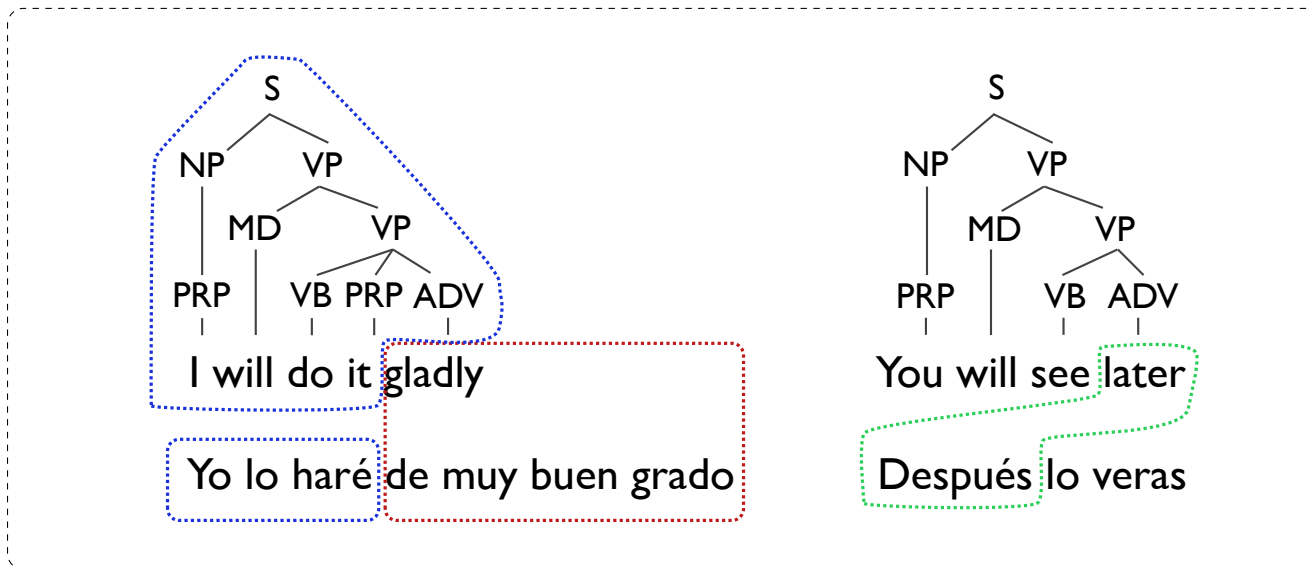 S
NP VP
MD VP
PRP VB PRP ADV
I will do it gladly
Yo lo haré de muy buen grado
S
NP VP
MD VP
PRP VB ADV
You will see later
Después lo veras